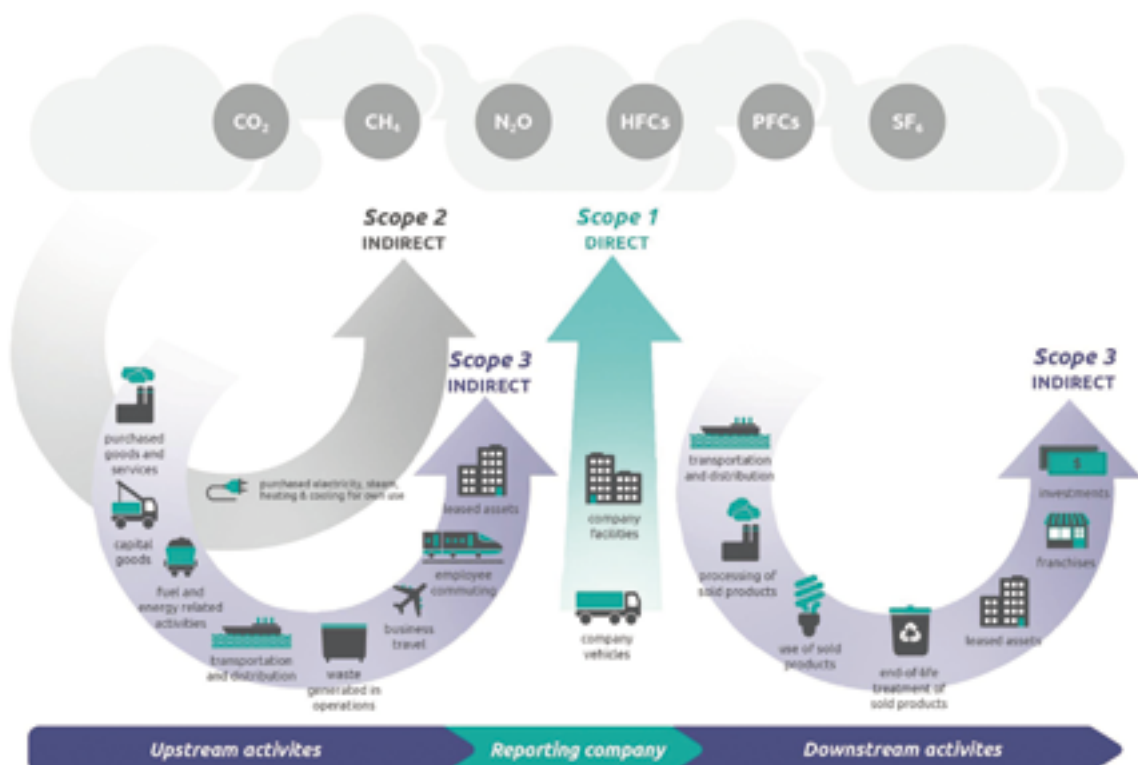 CO₂
CH₄
N₂O
HFCs
PFCs
SF₆
Scope 2
INDIRECT
Scope 1
DIRECT
Scope 3
INDIRECT
Scope 3
INDIRECT
purchased
goods and
services
capital
goods
fuel and
energy related
activities
transportation
and distribution
waste
generated in
operations
business
travel
employee
commuting
leased assets
purchased electricity, steam,
heating & cooling for own use
company
facilities
company
vehicles
transportation
and distribution
processing of
sold products
use of sold
products
end-of-life
treatment of
sold products
leased assets
franchises
investments
$
Upstream activites
Reporting company
Downstream activites